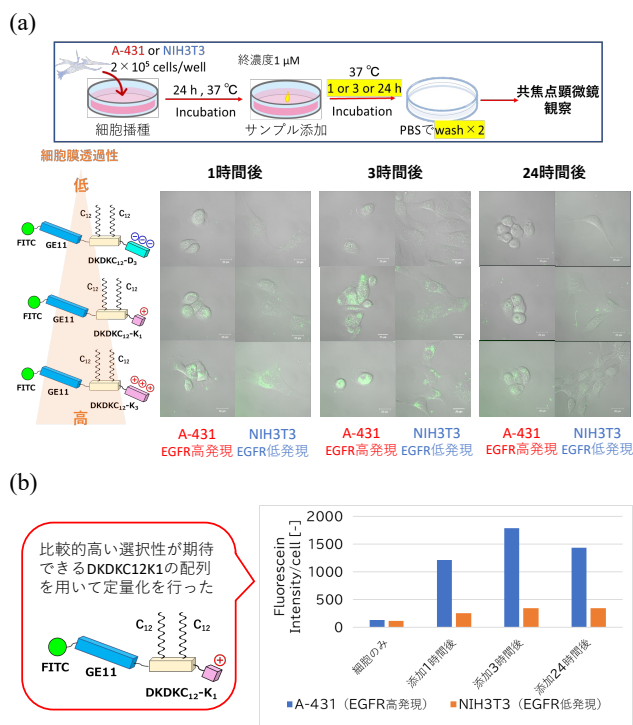 (a)
A-431 or NIH3T3
2×10⁵ cells/well
24 h , 37 ℃
Incubation
細胞播種
終濃度1 μM
サンプル添加
37 ℃
1 or 3 or 24 h
Incubation
PBSでwash×2
共焦点顕微鏡
観察
細胞膜透過性
低
1時間後
3時間後
24時間後
C₁₂ C₁₂
FITC
GE11
DKDKC₁₂-D₃
C₁₂ C₁₂
FITC
GE11
DKDKC₁₂-K₁
C₁₂ C₁₂
FITC
GE11
DKDKC₁₂-K₃
高
A-431 NIH3T3 A-431 NIH3T3 A-431 NIH3T3
EGFR高発現 EGFR低発現 EGFR高発現 EGFR低発現 EGFR高発現 EGFR低発現
(b)
比較的高い選択性が期待
できるDKDKC12K1の配列
を用いて定量化を行った
C₁₂ C₁₂
FITC
GE11
DKDKC₁₂-K₁
Fluorescein
Intensity/cell [-]
2000
1500
1000
500
0
細胞のみ
添加1時間後
添加3時間後
添加24時間後
A-431（EGFR高発現）
NIH3T3（EGFR低発現）